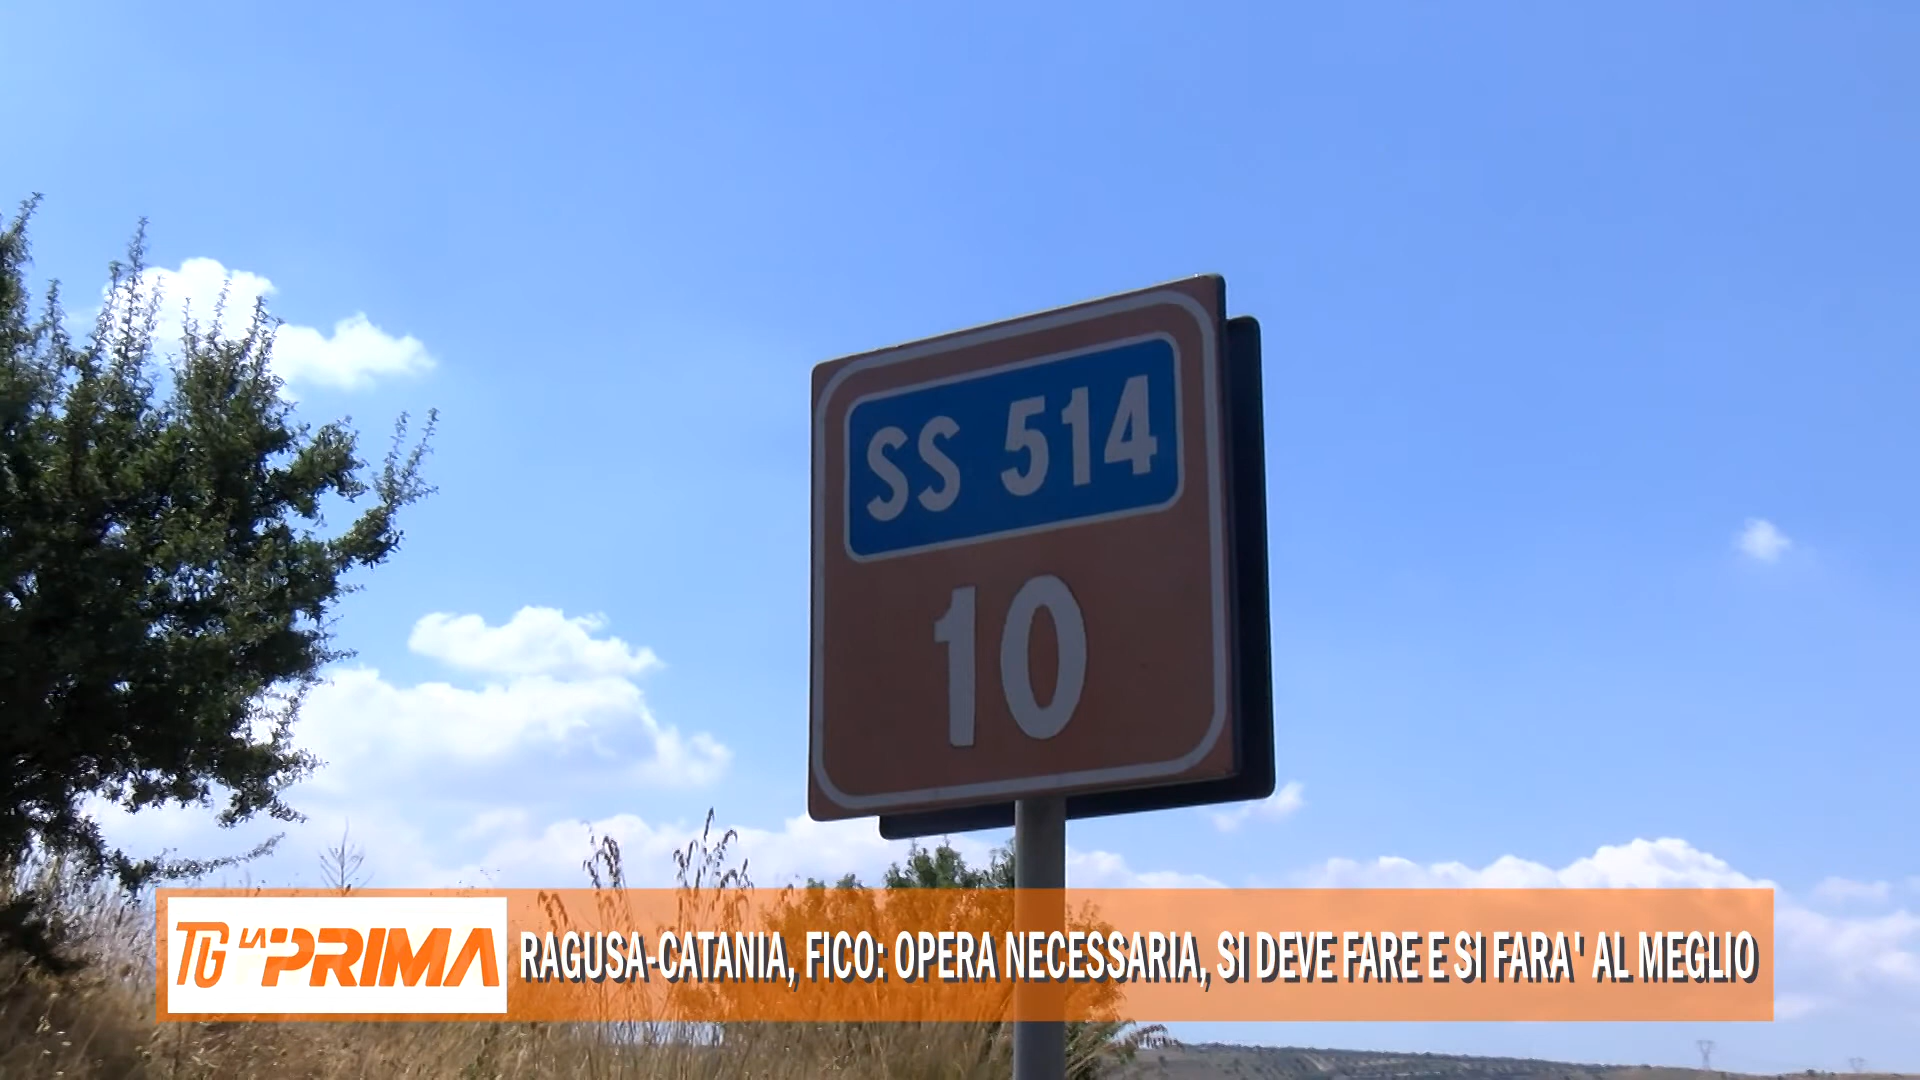 SS 514
10
TG LA PRIMA
RAGUSA-CATANIA, FICO: OPERA NECESSARIA, SI DEVE FARE E SI FARA' AL MEGLIO